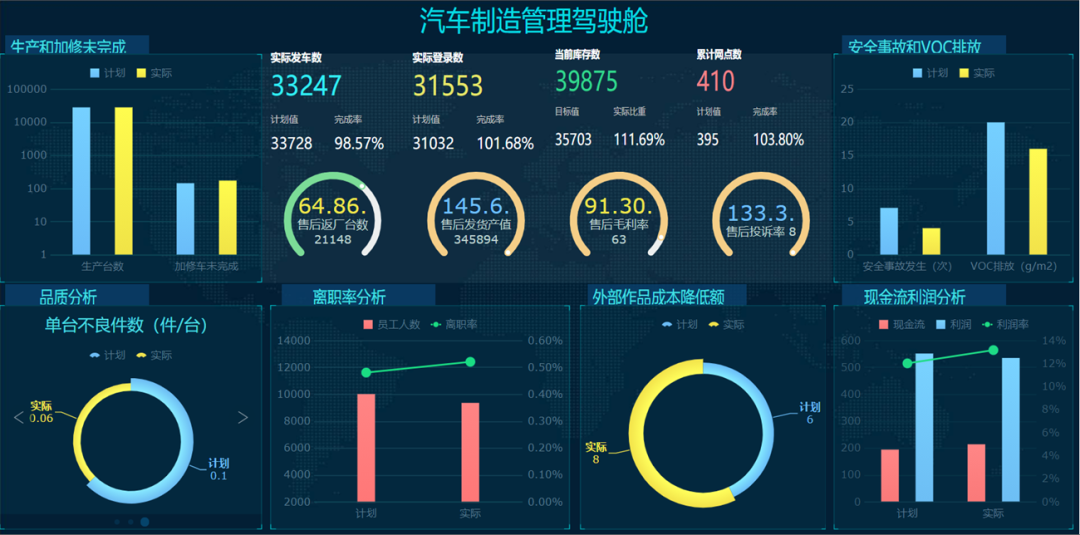 汽车制造管理驾驶舱
生产和加修未完成
计划 实际
100000
10000
1000
100
10
1
生产台数 加修车未完成
实际发车数
33247
计划值 完成率
33728 98.57%
实际登录数
31553
计划值 完成率
31032 101.68%
当前库存数
39875
目标值 实际比重
35703 111.69%
累计网点数
410
计划值 完成率
395 103.80%
64.86.
售后返厂台数
21148
145.6.
售后发货产值
345894
91.30.
售后毛利率
63
133.3.
售后投诉率 8
安全事故和VOC排放
计划 实际
25
20
15
10
5
0
安全事故发生（次） VOC排放（g/m2）
品质分析
单台不良件数（件/台）
计划 实际
实际
0.06
计划
0.1
离职率分析
员工人数 离职率
14000 0.60%
12000 0.50%
10000 0.40%
8000 0.30%
6000 0.20%
4000 0.10%
2000 0.00%
计划 实际
外部作品成本降低额
计划 实际
计划
6
实际
8
现金流利润分析
现金流 利润 利润率
600 14%
500 12%
400 10%
300 8%
200 6%
100 4%
0 2%
0%
计划 实际